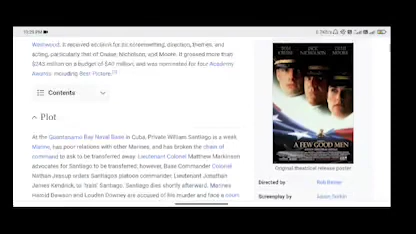 Westwood. It received acclaim for its screenwriting, direction, themes, and
acting, particularly that of Cruise, Nicholson, and Moore. It grossed more than
$243 million on a budget of $40 million, and was nominated for four Academy
Awards, including Best Picture.
Contents
Plot
At the Guantanamo Bay Naval Base in Cuba, Private William Santiago is a weak
Marine, has poor relations with other Marines, and has broken the chain of
command to ask to be transferred away. Lieutenant Colonel Matthew Markinson
advocates for Santiago to be transferred; however, Base Commander Colonel
Nathan Jessup orders Santiago's platoon commander, Lieutenant Jonathan
James Kendrick, to "train" Santiago. Santiago dies shortly afterward. Marines
Harold Dawson and Louden Downey are accused of his murder and face a court
TOM CRUISE
JACK NICHOLSON
DEMI MOORE
A FEW GOOD MEN
Original theatrical release poster
Directed by
Rob Reiner
Screenplay by
Aaron Sorkin